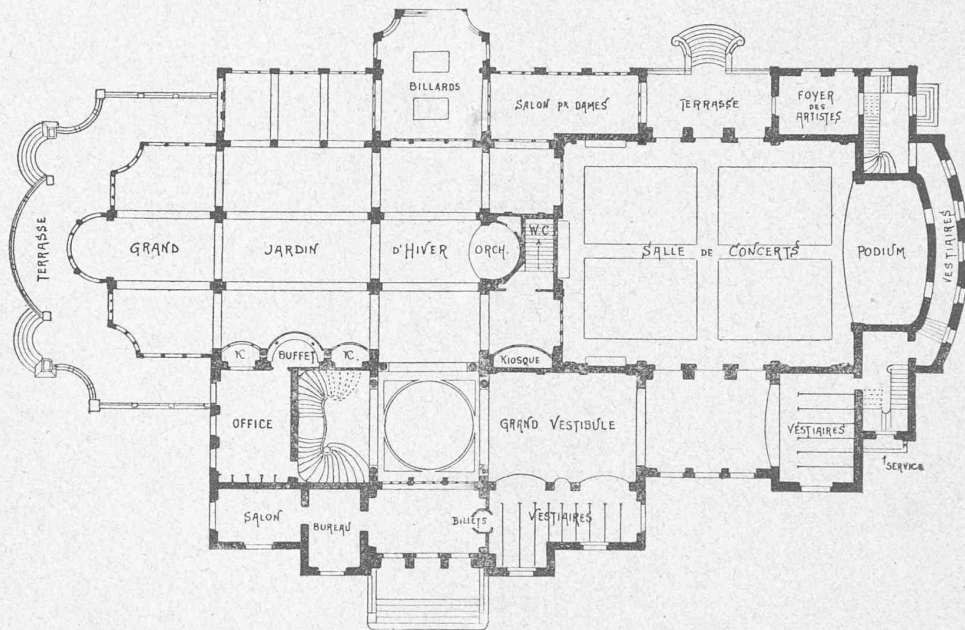 BILLARDS
SALON PR DAMES
TERRASSE
FOYER
DES
ARTISTES
TERRASSE
GRAND
JARDIN
D'HIVER
ORCH.
W.C
SALLE DE CONCERTS
PODIUM
VESTIAIRES
K.
BUFFET
K.
KIOSQUE
OFFICE
GRAND VESTIBULE
VESTIAIRES
SERVICE
SALON
BUREAU
BILLETS
VESTIAIRES